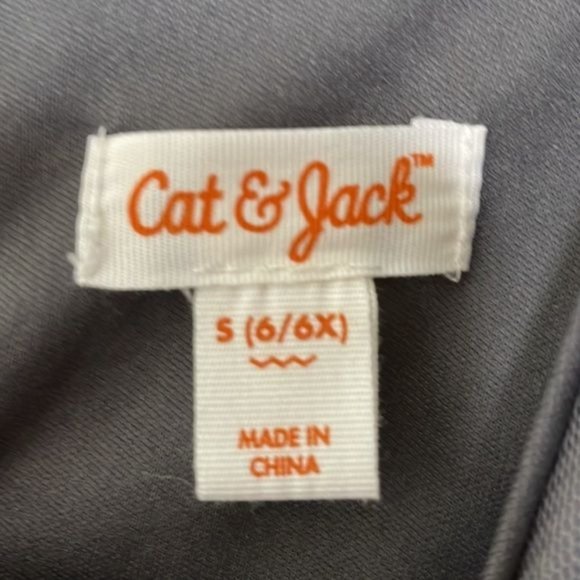 Cat & Jack™
S (6/6X)
MADE IN
CHINA